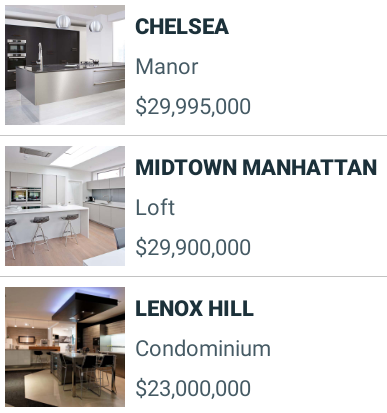 CHELSEA
Manor
$29,995,000
MIDTOWN MANHATTAN
Loft
$29,900,000
LENOX HILL
Condominium
$23,000,000